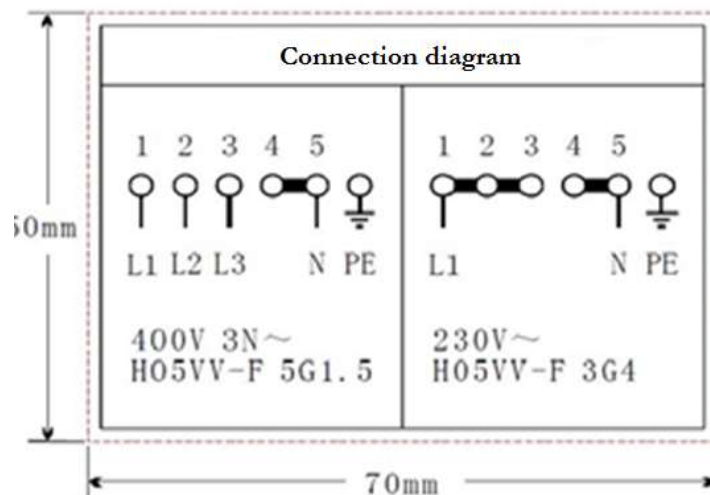 Connection diagram
1 2 3 4 5
L1 L2 L3 N PE
400V 3N~
H05VV-F 5G1.5
1 2 3 4 5
L1 N PE
230V~
H05VV-F 3G4
50mm
70mm